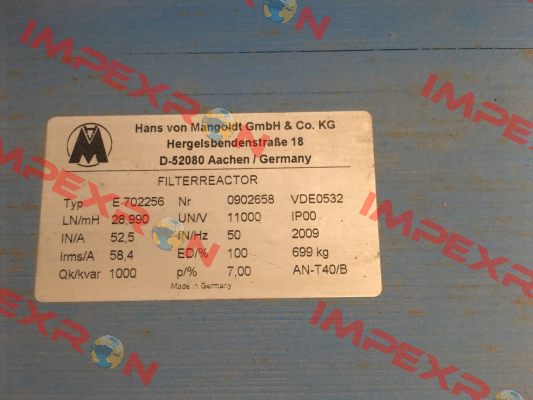 Hans von Mangoldt GmbH & Co. KG
Hergelsbendenstraße 18
D-52080 Aachen / Germany
FILTERREACTOR
Typ E 702256 Nr 0902658 VDE0532
LN/mH 28,990 UN/V 11000 IP00
IN/A 52,5 fN/Hz 50 2009
Irms/A 58,4 ED/% 100 699 kg
Qk/kvar 1000 p/% 7,00 AN-T40/B
Made in Germany
IMPEXRON
IMPEXRON
IMPEXRON
IMPEXRON